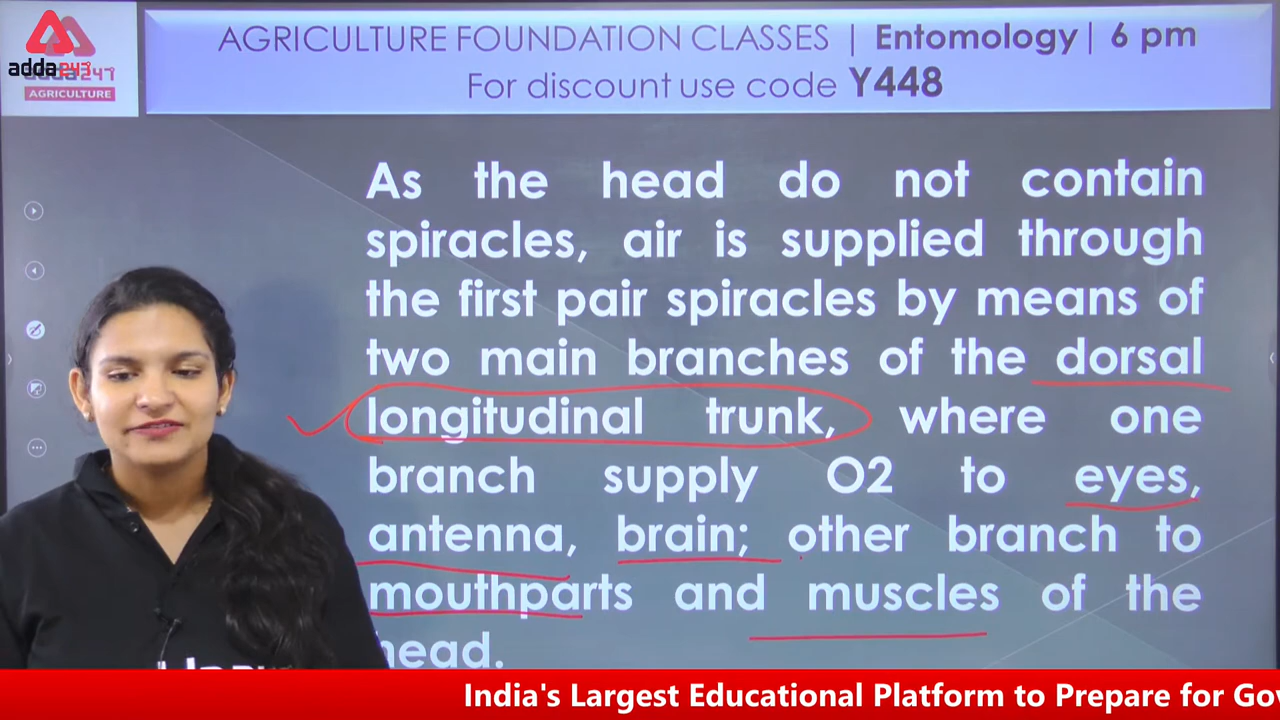 AGRICULTURE FOUNDATION CLASSES | Entomology| 6 pm
For discount use code Y448
adda247
adda247
AGRICULTURE
As the head do not contain
spiracles, air is supplied through
the first pair spiracles by means of
two main branches of the dorsal
longitudinal trunk, where one
branch supply O2 to eyes,
antenna, brain; other branch to
mouthparts and muscles of the
head.
India's Largest Educational Platform to Prepare for Gov